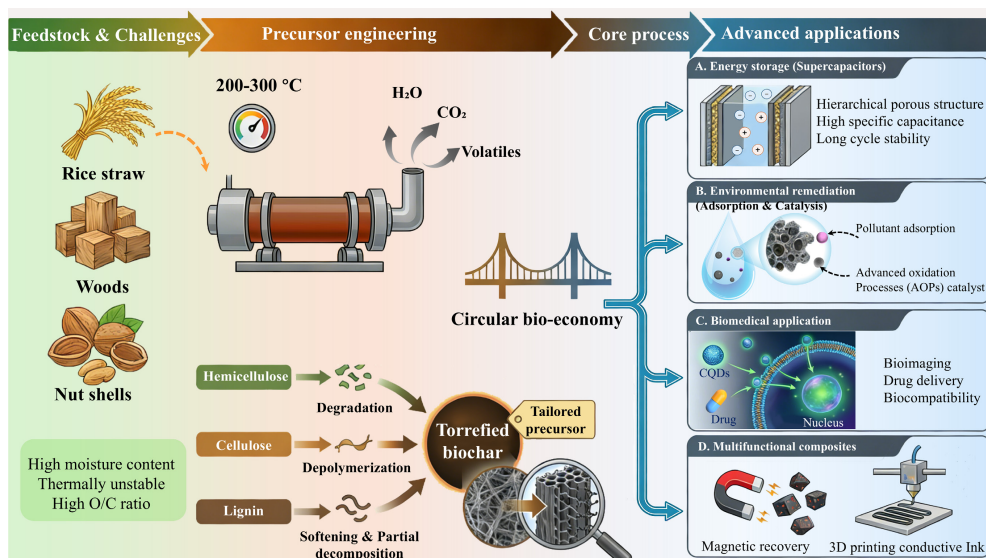 Feedstock & Challenges
Precursor engineering
Core process
Advanced applications
Rice straw
Woods
Nut shells
High moisture content
Thermally unstable
High O/C ratio
200-300 °C
H₂O
CO₂
Volatiles
Hemicellulose
Degradation
Cellulose
Depolymerization
Lignin
Softening & Partial
decomposition
Torrefied
biochar
Tailored
precursor
Circular bio-economy
A. Energy storage (Supercapacitors)
Hierarchical porous structure
High specific capacitance
Long cycle stability
B. Environmental remediation
(Adsorption & Catalysis)
Pollutant adsorption
Advanced oxidation
Processes (AOPs) catalyst
C. Biomedical application
CQDs
Drug
Nucleus
Bioimaging
Drug delivery
Biocompatibility
D. Multifunctional composites
Magnetic recovery
3D printing conductive Ink